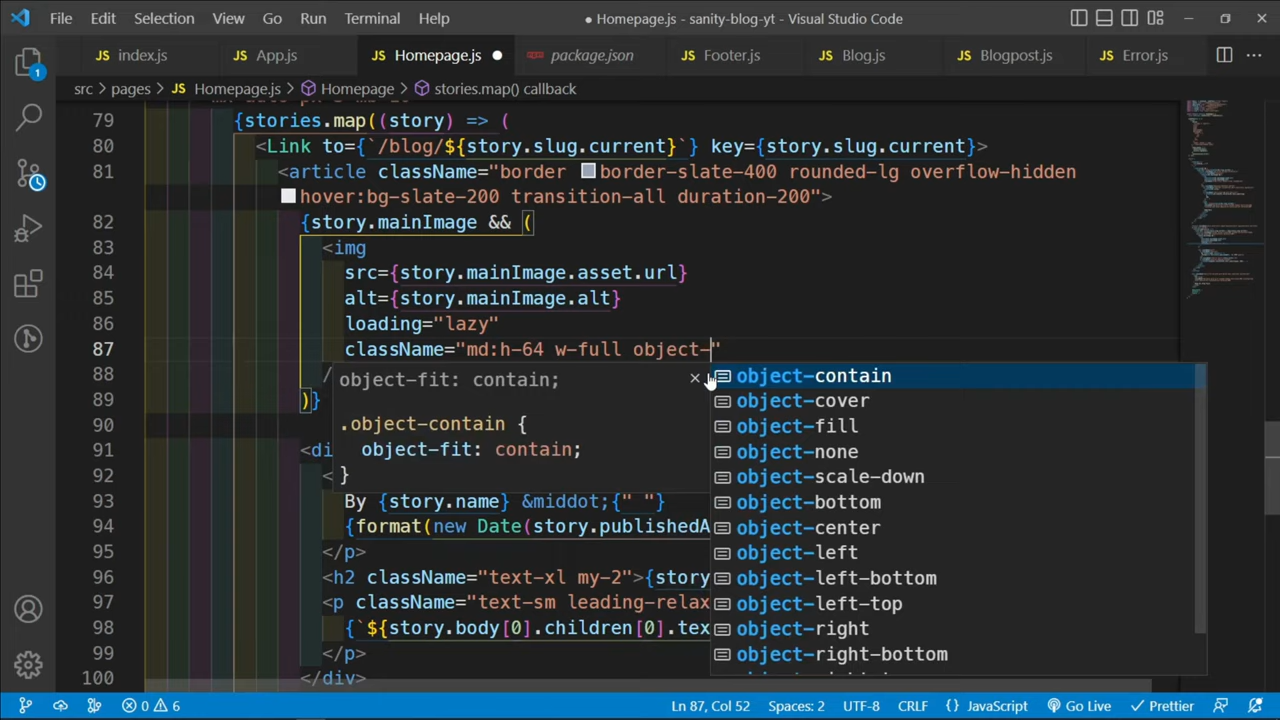 File Edit Selection View Go Run Terminal Help ● Homepage.js - sanity-blog-yt - Visual Studio Code
JS index.js JS App.js JS Homepage.js ● package.json JS Footer.js JS Blog.js JS Blogpost.js JS Error.js
src > pages > JS Homepage.js > Homepage > stories.map() callback
79 {stories.map((story) => (
80 <Link to={`/blog/${story.slug.current}`} key={story.slug.current}>
81 <article className="border border-slate-400 rounded-lg overflow-hidden
hover:bg-slate-200 transition-all duration-200">
82 {story.mainImage && (
83 <img
84 src={story.mainImage.asset.url}
85 alt={story.mainImage.alt}
86 loading="lazy"
87 className="md:h-64 w-full object-"
88 /
object-fit: contain; ×
object-contain
89 )}
object-cover
90 .object-contain {
object-fill
91 <di
object-fit: contain;
object-none
92 <
}
object-scale-down
93 By {story.name} &middot;{" "}
object-bottom
94 {format(new Date(story.publishedA
object-center
95 </p>
object-left
96 <h2 className="text-xl my-2">{story
object-left-bottom
97 <p className="text-sm leading-relax
object-left-top
98 {`${story.body[0].children[0].tex
object-right
99 </p>
object-right-bottom
100 </div>
1
0 6 Ln 87, Col 52 Spaces: 2 UTF-8 CRLF {} JavaScript Go Live Prettier